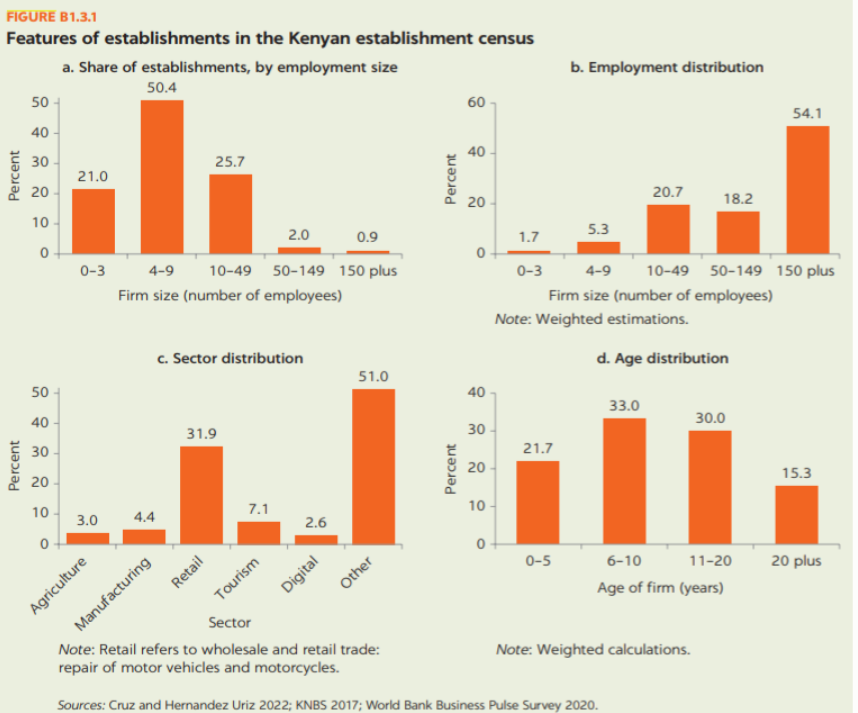 FIGURE B1.3.1
Features of establishments in the Kenyan establishment census
a. Share of establishments, by employment size
Percent
50
40
30
20
10
0
21.0
50.4
25.7
2.0
0.9
0–3
4–9
10–49
50–149
150 plus
Firm size (number of employees)
b. Employment distribution
Percent
60
40
20
0
1.7
5.3
20.7
18.2
54.1
0–3
4–9
10–49
50–149
150 plus
Firm size (number of employees)
Note: Weighted estimations.
c. Sector distribution
Percent
50
40
30
20
10
0
3.0
4.4
31.9
7.1
2.6
51.0
Agriculture
Manufacturing
Retail
Tourism
Digital
Other
Sector
Note: Retail refers to wholesale and retail trade:
repair of motor vehicles and motorcycles.
d. Age distribution
Percent
40
30
20
10
0
21.7
33.0
30.0
15.3
0–5
6–10
11–20
20 plus
Age of firm (years)
Note: Weighted calculations.
Sources: Cruz and Hernandez Uriz 2022; KNBS 2017; World Bank Business Pulse Survey 2020.